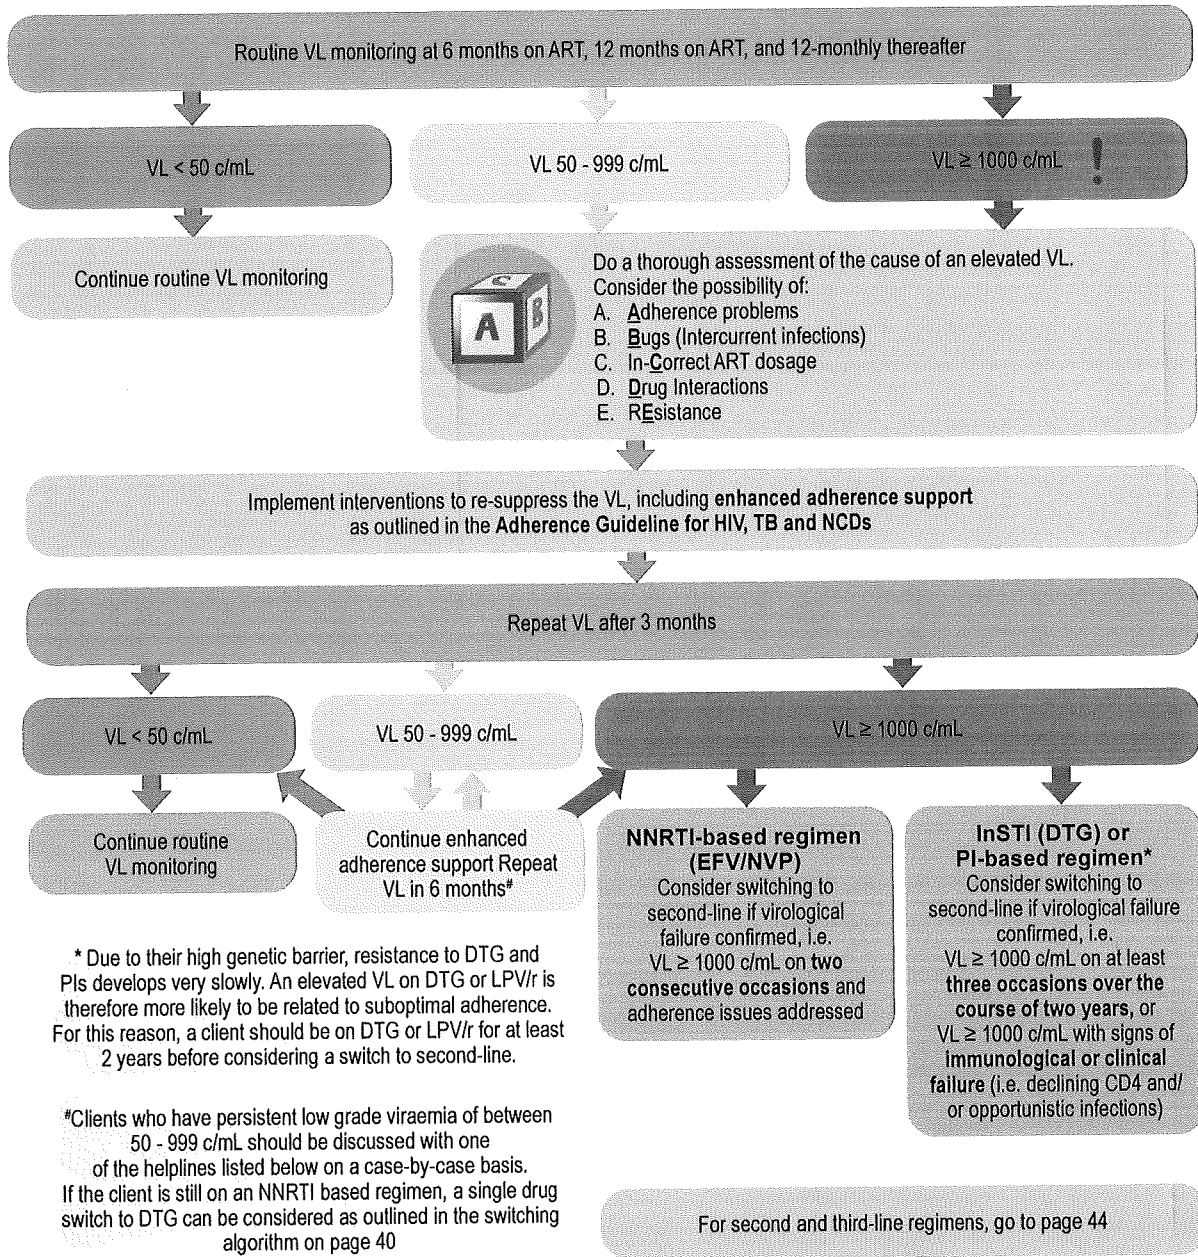 Routine VL monitoring at 6 months on ART, 12 months on ART, and 12-monthly thereafter
VL < 50 c/mL
VL 50 - 999 c/mL
VL ≥ 1000 c/mL !
Continue routine VL monitoring
C
A
B
Do a thorough assessment of the cause of an elevated VL.
Consider the possibility of:
A. Adherence problems
B. Bugs (Intercurrent infections)
C. In-Correct ART dosage
D. Drug Interactions
E. REsistance
Implement interventions to re-suppress the VL, including enhanced adherence support
as outlined in the Adherence Guideline for HIV, TB and NCDs
Repeat VL after 3 months
VL < 50 c/mL
VL 50 - 999 c/mL
VL ≥ 1000 c/mL
Continue routine
VL monitoring
Continue enhanced
adherence support Repeat
VL in 6 months#
NNRTI-based regimen
(EFV/NVP)
Consider switching to
second-line if virological
failure confirmed, i.e.
VL ≥ 1000 c/mL on two
consecutive occasions and
adherence issues addressed
InSTI (DTG) or
PI-based regimen*
Consider switching to
second-line if virological failure
confirmed, i.e.
VL ≥ 1000 c/mL on at least
three occasions over the
course of two years, or
VL ≥ 1000 c/mL with signs of
immunological or clinical
failure (i.e. declining CD4 and/
or opportunistic infections)
* Due to their high genetic barrier, resistance to DTG and
PIs develops very slowly. An elevated VL on DTG or LPV/r is
therefore more likely to be related to suboptimal adherence.
For this reason, a client should be on DTG or LPV/r for at least
2 years before considering a switch to second-line.
#Clients who have persistent low grade viraemia of between
50 - 999 c/mL should be discussed with one
of the helplines listed below on a case-by-case basis.
If the client is still on an NNRTI based regimen, a single drug
switch to DTG can be considered as outlined in the switching
algorithm on page 40
For second and third-line regimens, go to page 44